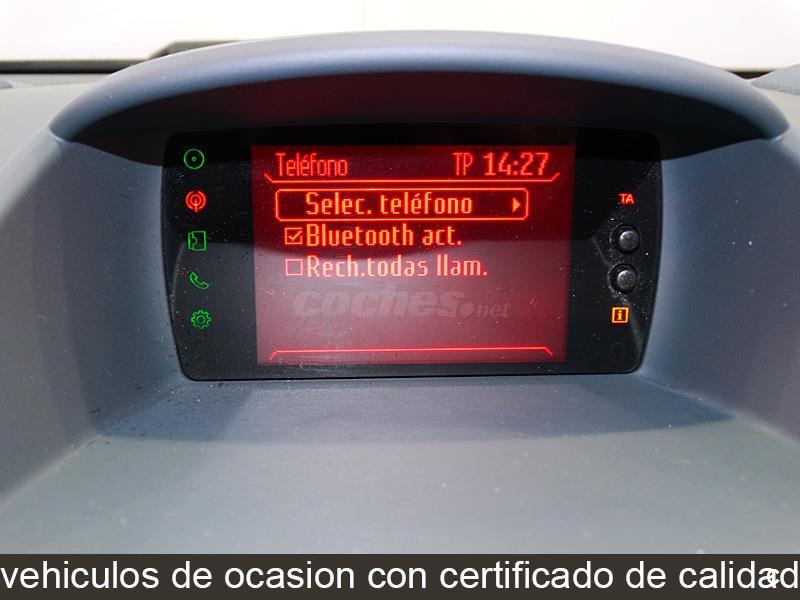 Teléfono TP 14:27
Selec. teléfono
TA
Bluetooth act.
Rech.todas llam.
coches.net
i
vehiculos de ocasion con certificado de calidad